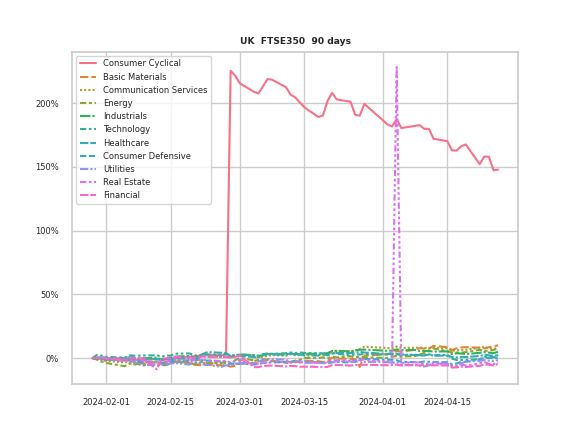 UK FTSE350 90 days
Consumer Cyclical
Basic Materials
Communication Services
Energy
Industrials
Technology
Healthcare
Consumer Defensive
Utilities
Real Estate
Financial
200%
150%
100%
50%
0%
2024-02-01 2024-02-15 2024-03-01 2024-03-15 2024-04-01 2024-04-15